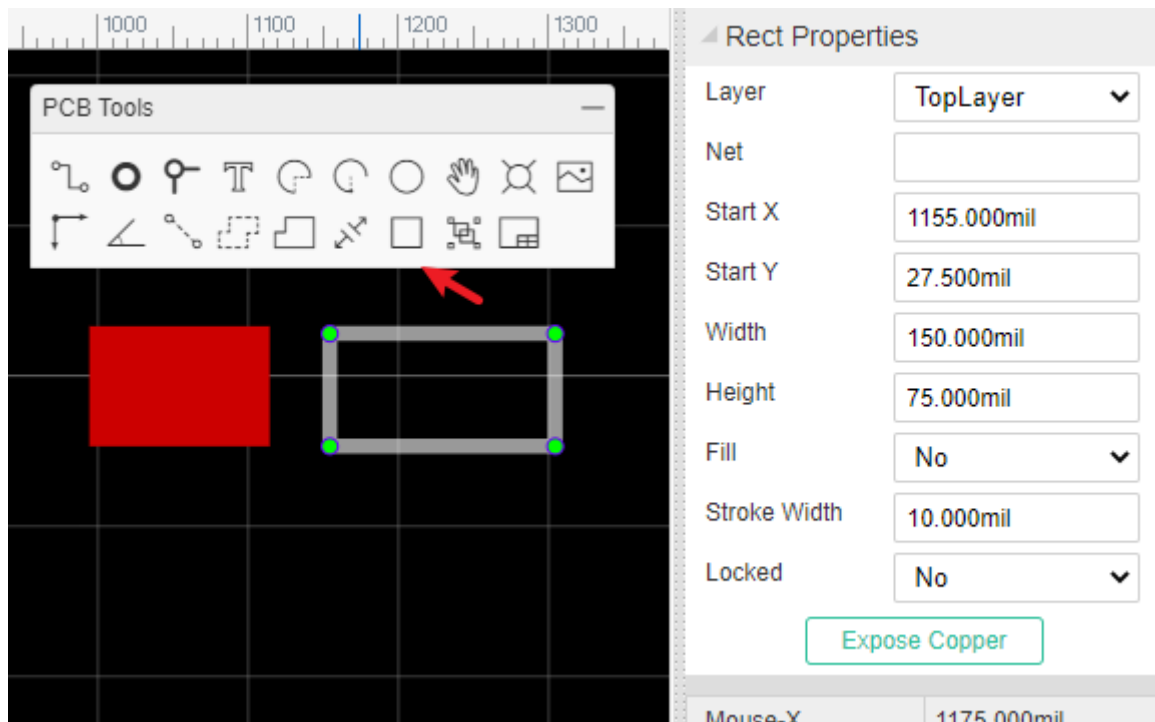 1000
1100
1200
1300
PCB Tools
Rect Properties
Layer
TopLayer
Net
Start X
1155.000mil
Start Y
27.500mil
Width
150.000mil
Height
75.000mil
Fill
No
Stroke Width
10.000mil
Locked
No
Expose Copper
Mouse-X
1175.000mil